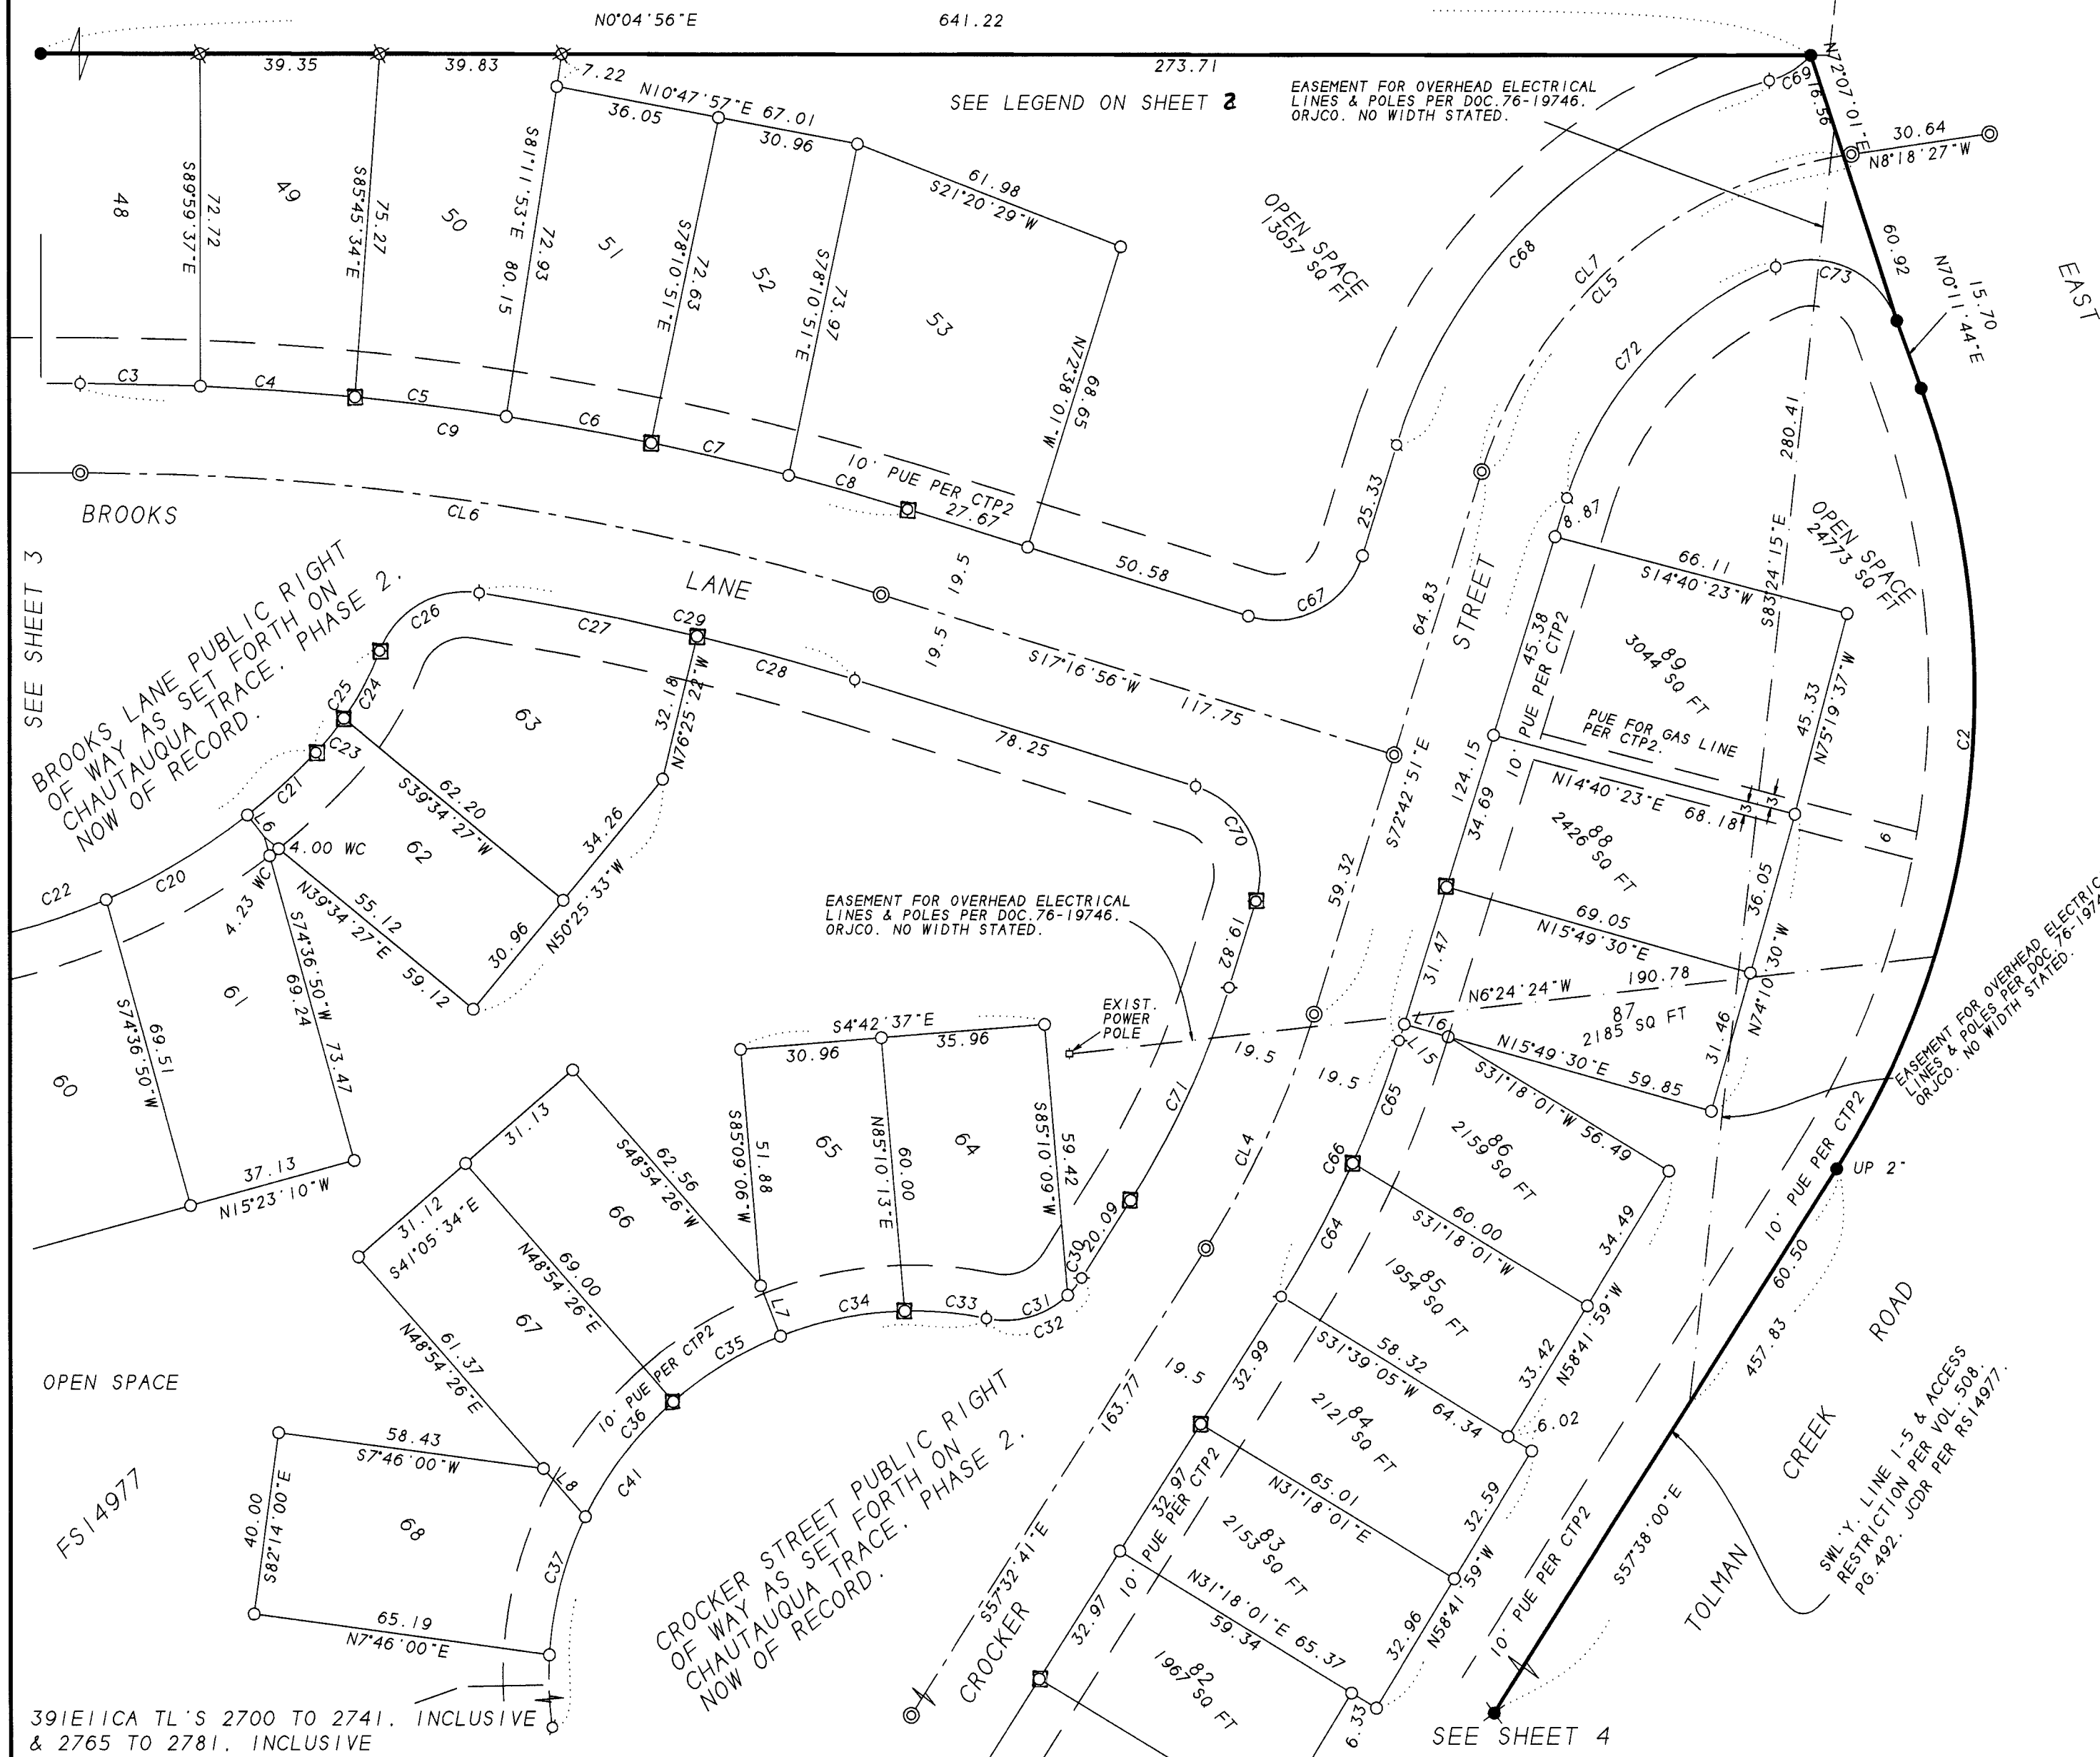 N0°04'56"E
641.22
39.35
39.83
7.22
273.71
N10°47'57"E 67.01
36.05
30.96
SEE LEGEND ON SHEET 2
EASEMENT FOR OVERHEAD ELECTRICAL
LINES & POLES PER DOC.76-19746.
ORJCO. NO WIDTH STATED.
C69
16.56
N72°07'01"E
30.64
N8°18'27"W
48
S89°59'37"E
72.72
49
S85°45'34"E
75.27
50
S81°11'53"E 80.15
72.93
51
S78°10'51"E
72.63
52
S78°10'51"E
73.97
61.98
S21°20'29"W
53
N72°38'01"W
68.65
OPEN SPACE
13057 SQ FT
C68
CL7
CL5
60.92
N70°11'44"E
15.70
EAST
C73
C72
280.41
S83°24'15"E
C3
C4
C5
C9
C6
C7
C8
10' PUE PER CTP2
27.67
25.33
8.87
OPEN SPACE
24773 SQ FT
BROOKS
CL6
LANE
SEE SHEET 3
BROOKS LANE PUBLIC RIGHT
OF WAY AS SET FORTH ON
CHAUTAUQUA TRACE, PHASE 2,
NOW OF RECORD.
19.5
19.5
50.58
C67
64.83
STREET
66.11
S14°40'23"W
45.38
10' PUE PER CTP2
89
3044 SQ FT
45.33
N75°19'37"W
C2
C26
C27
C29
C28
S17°16'56"W
117.75
C25
C24
C23
C21
63
32.18
N76°25'22"W
78.25
S72°42'51"E
124.15
PUE FOR GAS LINE
PER CTP2.
N14°40'23"E
68.18
3
3
6
62.20
S39°34'27"W
34.26
62
L6
4.00 WC
C20
C22
4.23 WC
55.12
N39°34'27"E
59.12
30.96
N50°25'33"W
C70
34.69
59.32
88
2426 SQ FT
36.05
69.05
N15°49'30"E
19.82
31.47
N74°10'30"W
EASEMENT FOR OVERHEAD ELECTRICAL
LINES & POLES PER DOC.76-19746.
ORJCO. NO WIDTH STATED.
EXIST.
POWER
POLE
N6°24'24"W
190.78
87
2185 SQ FT
31.46
L16
L15
N15°49'30"E
59.85
EASEMENT FOR OVERHEAD ELECTRIC
LINES & POLES PER DOC.76-1974
ORJCO. NO WIDTH STATED.
61
S74°36'50"W
69.24
73.47
S74°36'50"W
69.51
60
37.13
N15°23'10"W
S4°42'37"E
30.96
35.96
S85°09'06"W
51.88
65
N85°10'13"E
60.00
64
59.42
S85°10'09"W
C71
19.5
19.5
C65
CL4
C66
S31°18'01"W 56.49
86
2159 SQ FT
34.49
10' PUE PER CTP2
UP 2"
60.50
31.13
62.56
S48°54'26"W
66
31.12
S41°05'34"E
69.00
N48°54'26"E
67
61.37
N48°54'26"E
L7
C34
C33
C30
20.09
C31
C32
C35
C36
10' PUE PER CTP2
C64
60.00
S31°18'01"W
85
1954 SQ FT
33.42
N58°41'59"W
58.32
S31°39'05"W
64.34
6.02
457.83
ROAD
OPEN SPACE
58.43
S7°46'00"W
L8
C41
40.00
S82°14'00"E
68
C37
65.19
N7°46'00"E
FS14977
19.5
32.99
163.77
84
2121 SQ FT
32.97
10' PUE PER CTP2
65.01
N31°18'01"E
32.59
83
2153 SQ FT
N58°41'59"W
CREEK
SWL'Y. LINE I-5 & ACCESS
RESTRICTION PER VOL.508,
PG.492, JCDR PER RS14977.
CROCKER STREET PUBLIC RIGHT
OF WAY AS SET FORTH ON
CHAUTAUQUA TRACE, PHASE 2,
NOW OF RECORD.
S57°32'41"E
CROCKER
32.97
N31°18'01"E
59.34
65.37
32.96
82
1967 SQ FT
6.33
10' PUE PER CTP2
S57°38'00"E
TOLMAN
391E11CA TL'S 2700 TO 2741, INCLUSIVE
& 2765 TO 2781, INCLUSIVE
SEE SHEET 4